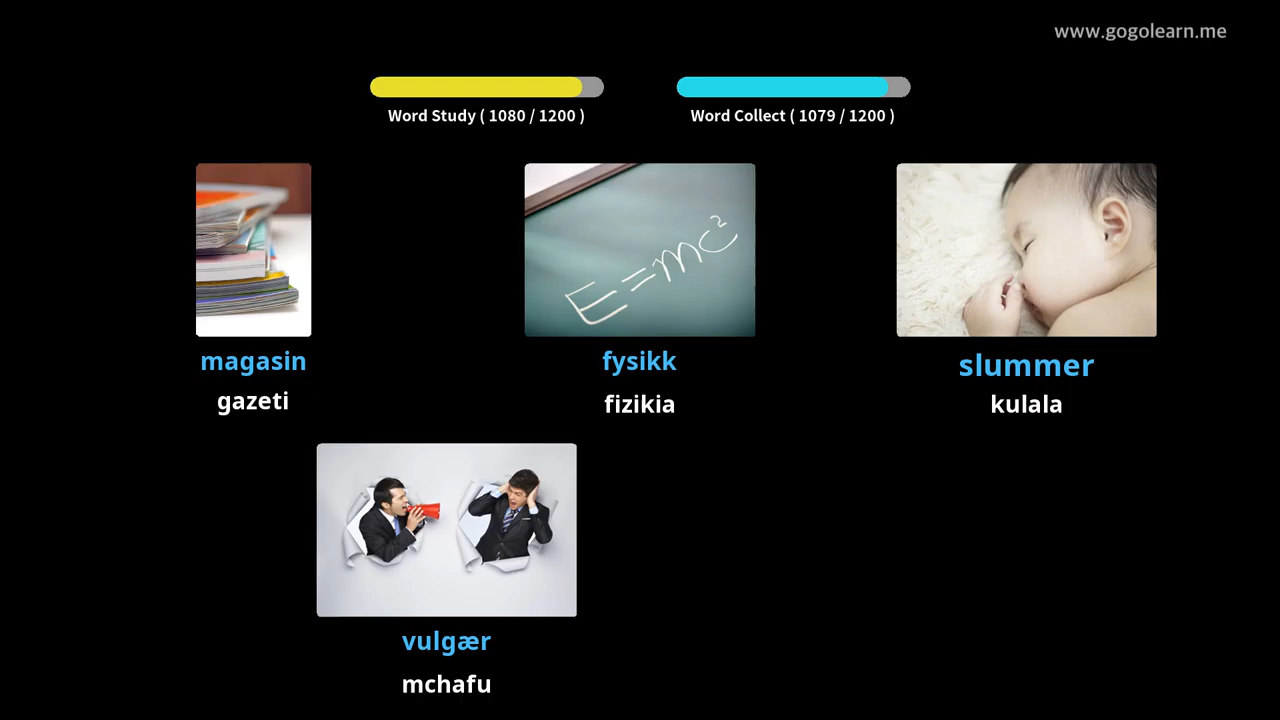 www.gogolearn.me
Word Study ( 1080 / 1200 )
Word Collect ( 1079 / 1200 )
E=mc²
magasin
fysikk
slummer
gazeti
fizikia
kulala
vulgær
mchafu